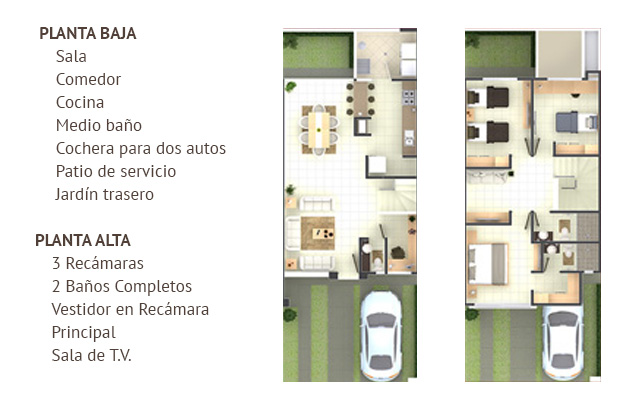 PLANTA BAJA
Sala
Comedor
Cocina
Medio baño
Cochera para dos autos
Patio de servicio
Jardín trasero
PLANTA ALTA
3 Recámaras
2 Baños Completos
Vestidor en Recámara
Principal
Sala de T.V.